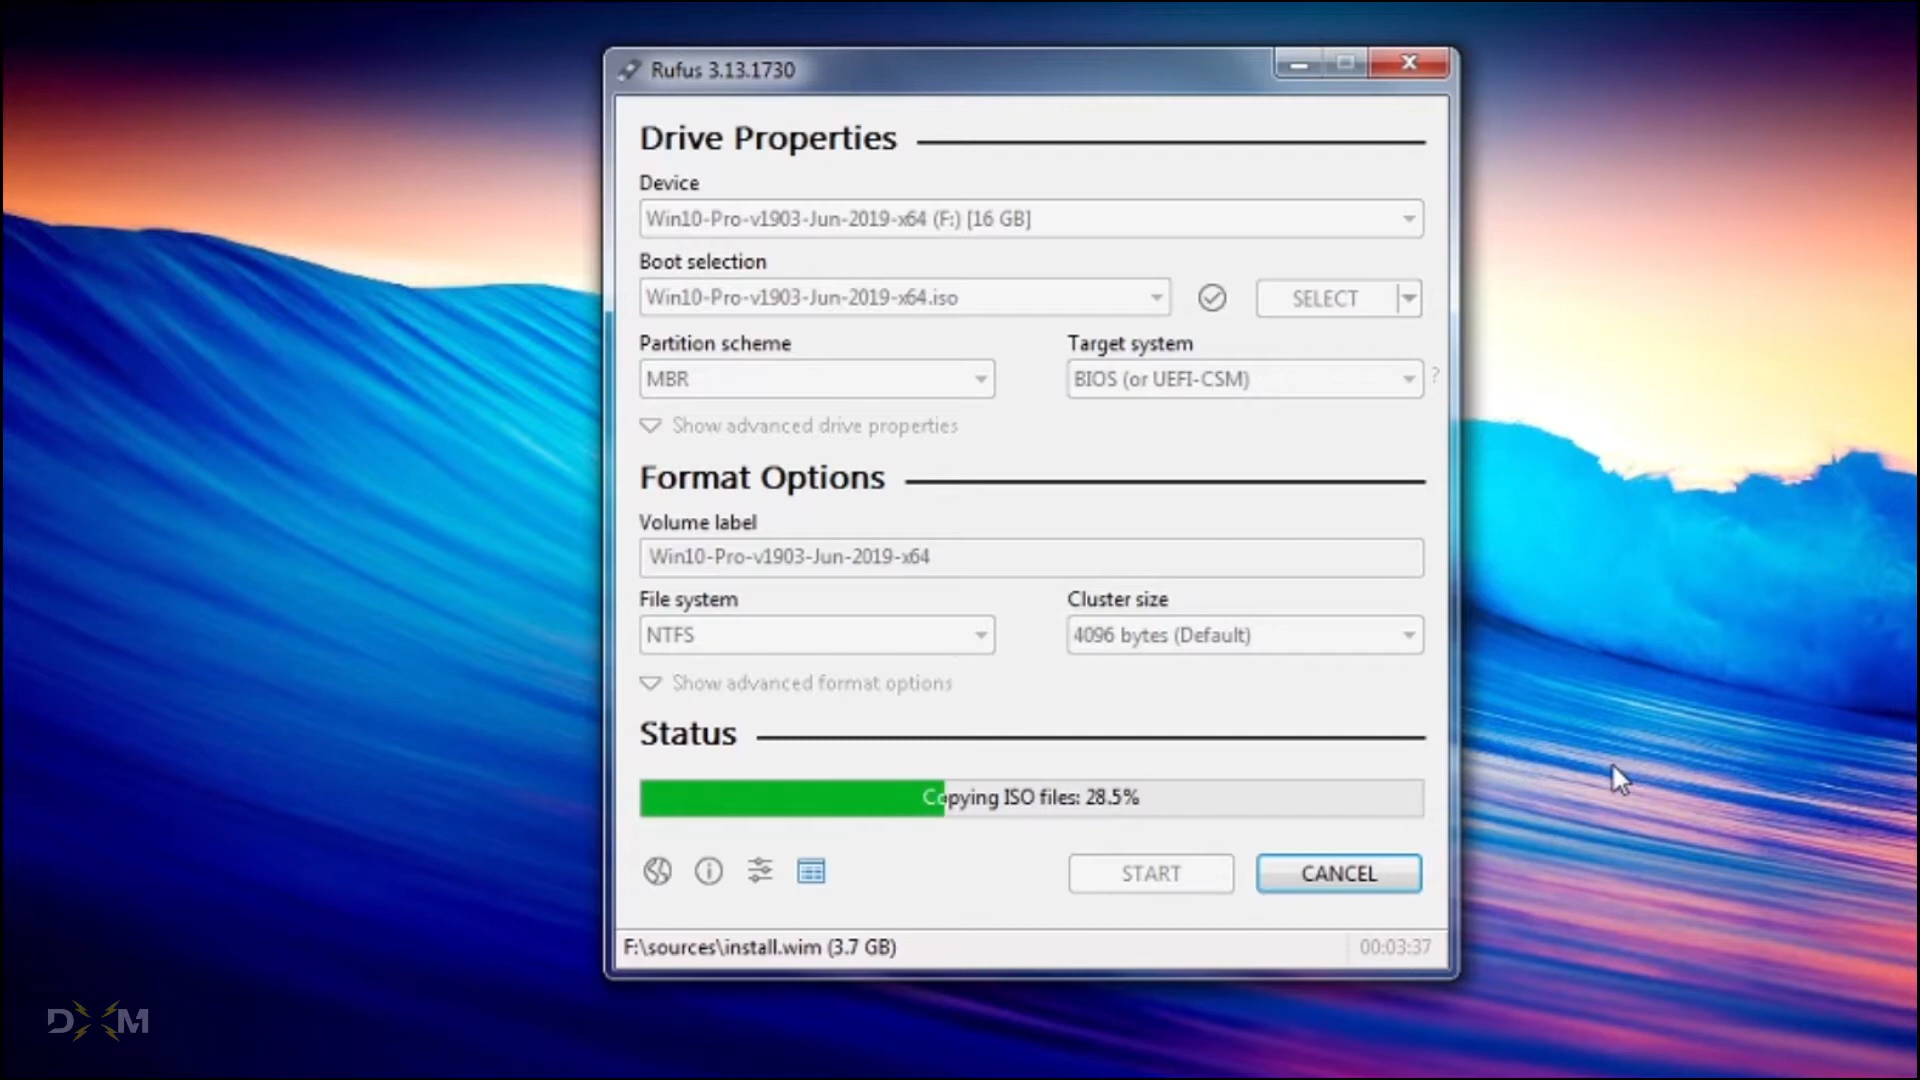 Rufus 3.13.1730
Drive Properties
Device
Win10-Pro-v1903-Jun-2019-x64 (F:) [16 GB]
Boot selection
Win10-Pro-v1903-Jun-2019-x64.iso
SELECT
Partition scheme
Target system
MBR
BIOS (or UEFI-CSM)
?
Show advanced drive properties
Format Options
Volume label
Win10-Pro-v1903-Jun-2019-x64
File system
Cluster size
NTFS
4096 bytes (Default)
Show advanced format options
Status
Copying ISO files: 28.5%
START
CANCEL
F:\sources\install.wim (3.7 GB)
00:03:37
DXM